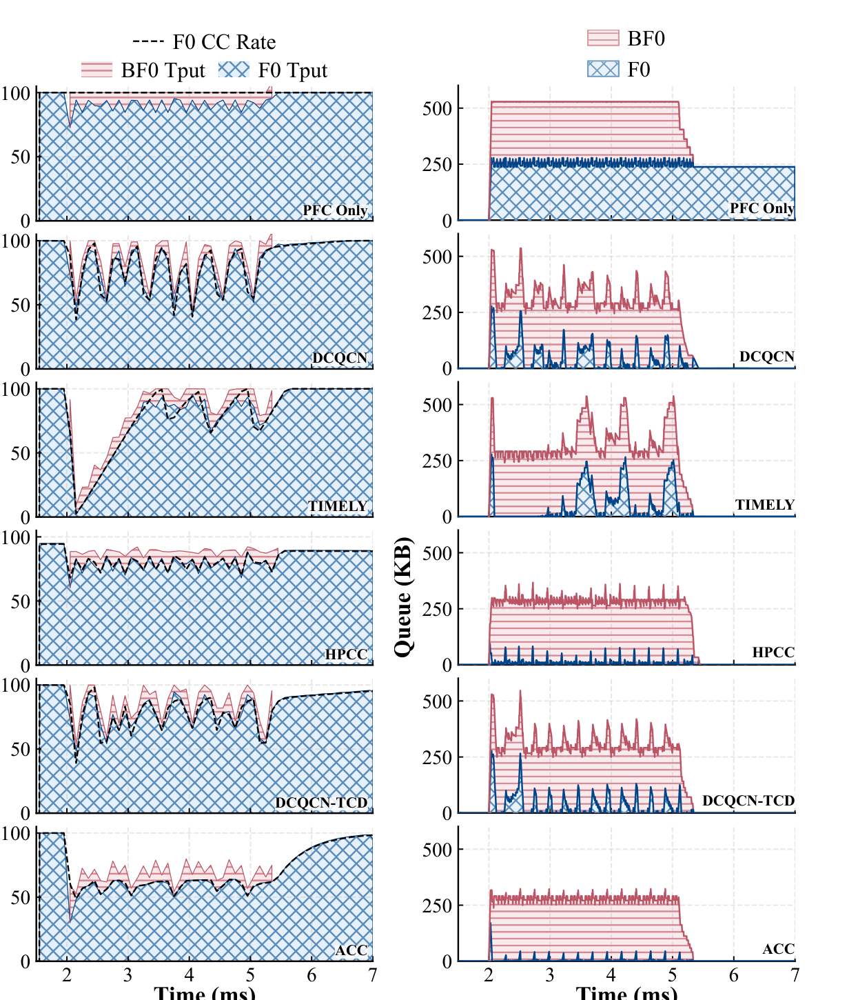 F0 CC Rate
BF0 Tput F0 Tput
100
50
0
PFC Only
100
50
0
DCQCN
100
50
0
TIMELY
100
50
0
HPCC
100
50
0
DCQCN-TCD
100
50
0
ACC
2 3 4 5 6 7
Time (ms)
BF0
F0
Queue (KB)
500
250
0
PFC Only
500
250
0
DCQCN
500
250
0
TIMELY
500
250
0
HPCC
500
250
0
DCQCN-TCD
500
250
0
ACC
2 3 4 5 6 7
Time (ms)